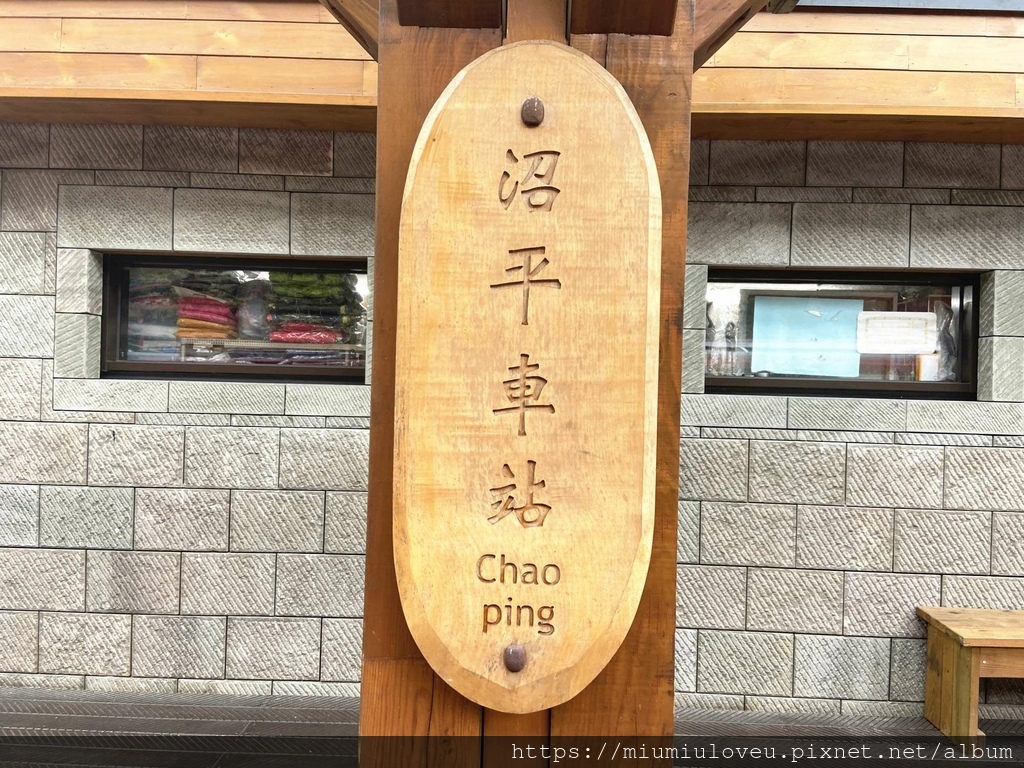 沼平車站
Chao
ping
https://miumiuloveu.pixnet.net/album